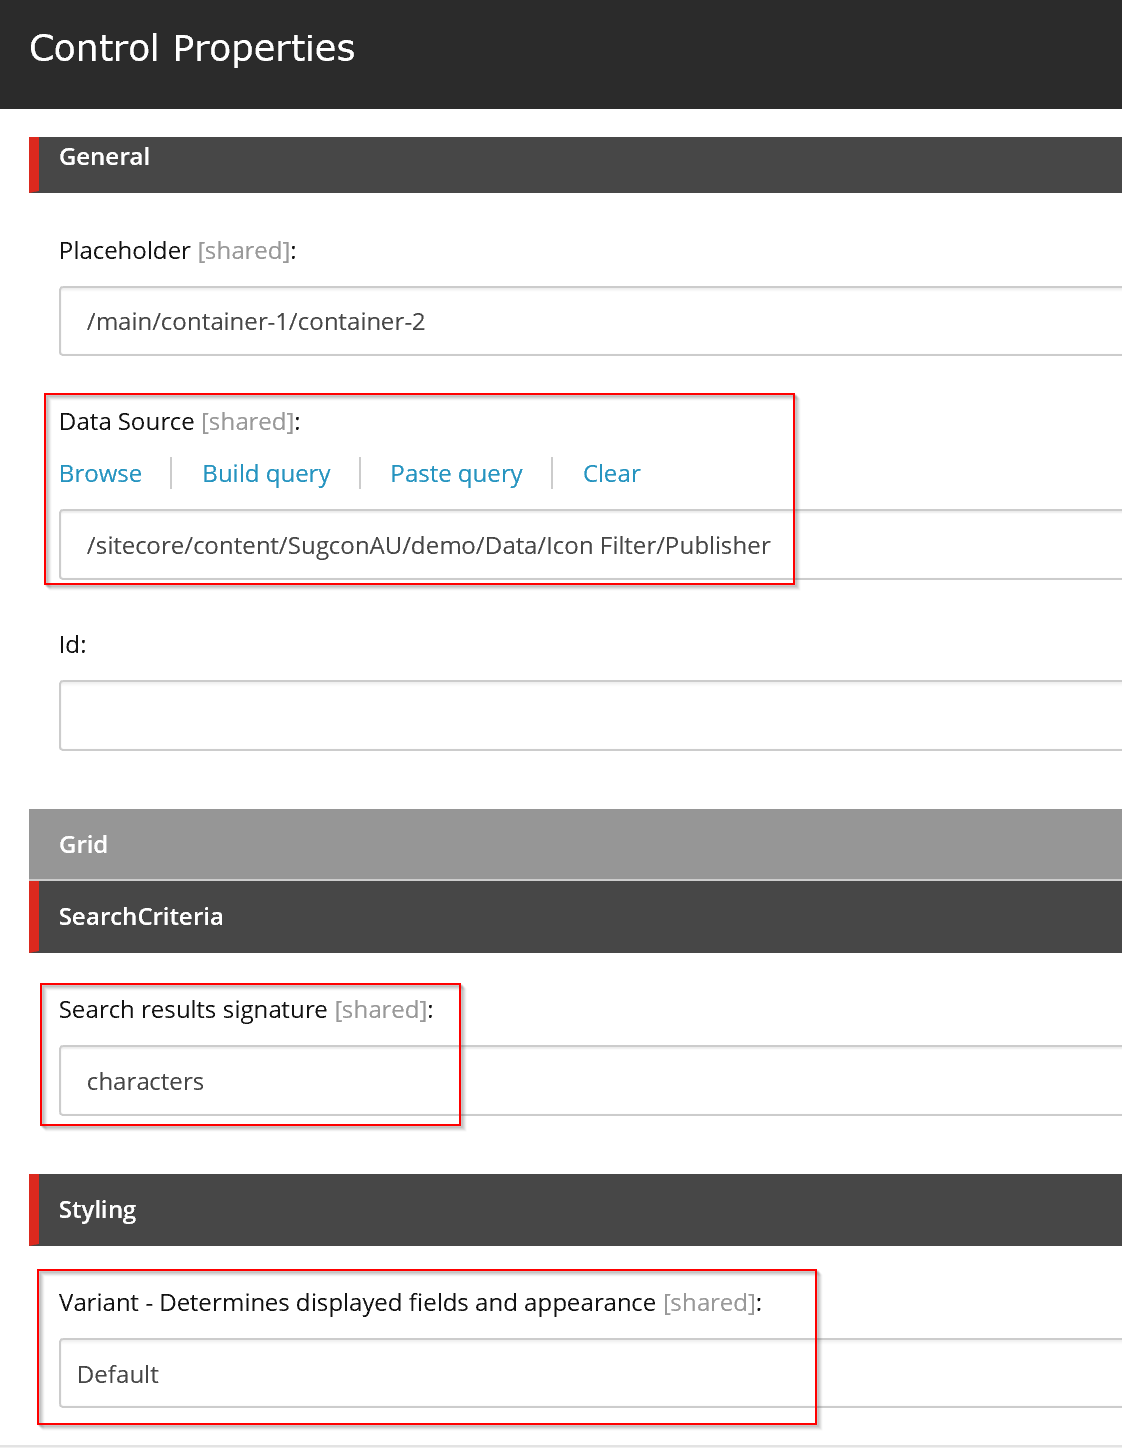 Control Properties
General
Placeholder [shared]:
/main/container-1/container-2
Data Source [shared]:
Browse | Build query | Paste query | Clear
/sitecore/content/SugconAU/demo/Data/Icon Filter/Publisher
Id:
Grid
SearchCriteria
Search results signature [shared]:
characters
Styling
Variant - Determines displayed fields and appearance [shared]:
Default